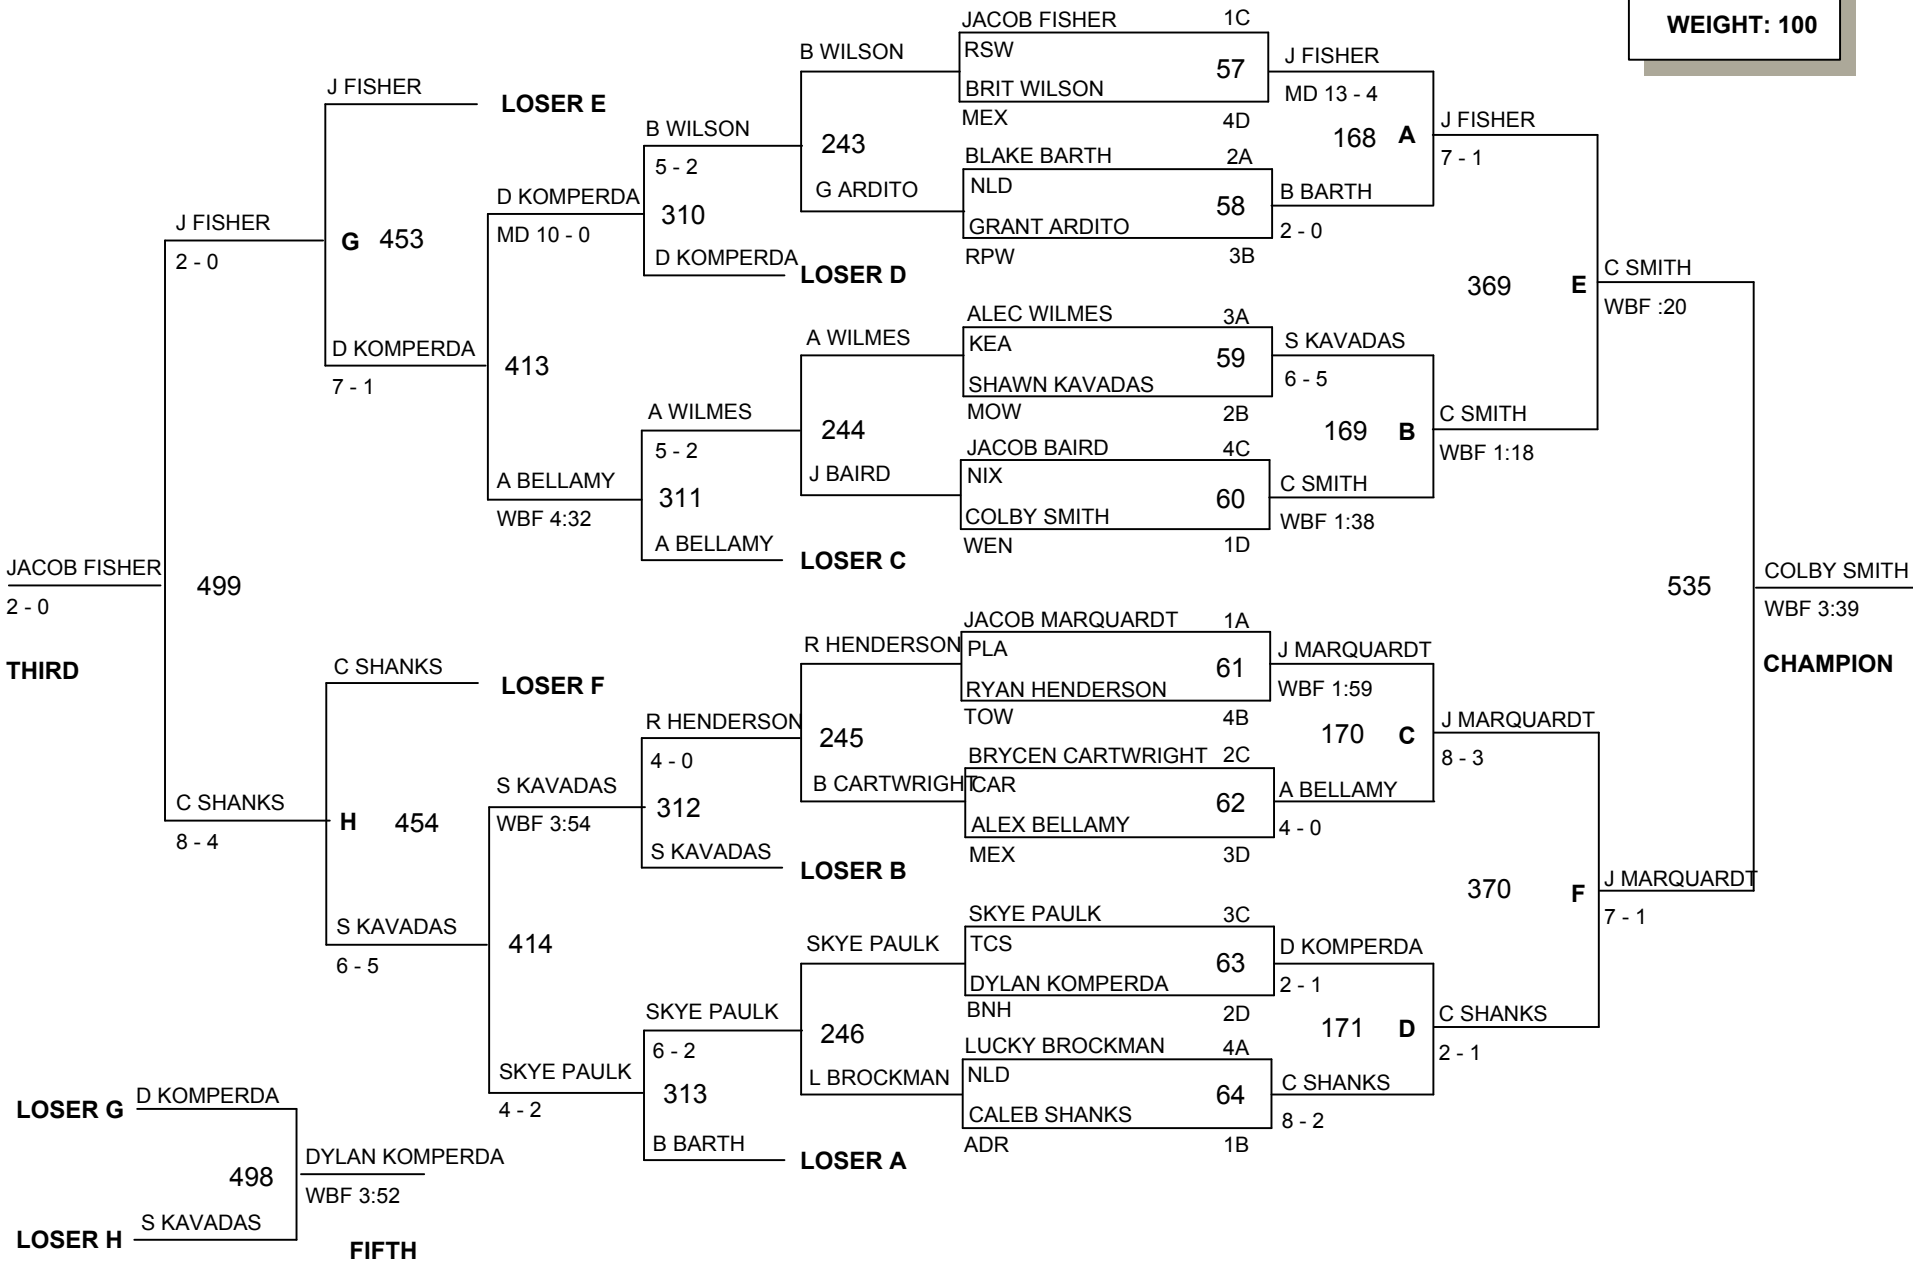 WEIGHT: 100
JACOB FISHER 1C
RSW
57
BRIT WILSON
MEX 4D
BLAKE BARTH 2A
NLD
58
GRANT ARDITO
RPW 3B
ALEC WILMES 3A
KEA
59
SHAWN KAVADAS
MOW 2B
JACOB BAIRD 4C
NIX
60
COLBY SMITH
WEN 1D
JACOB MARQUARDT 1A
PLA
61
RYAN HENDERSON
TOW 4B
BRYCEN CARTWRIGHT 2C
CAR
62
ALEX BELLAMY
MEX 3D
SKYE PAULK 3C
TCS
63
DYLAN KOMPERDA
BNH 2D
LUCKY BROCKMAN 4A
NLD
64
CALEB SHANKS
ADR 1B
J FISHER
MD 13 - 4
168 A
B BARTH
2 - 0
S KAVADAS
6 - 5
169 B
C SMITH
WBF 1:38
J MARQUARDT
WBF 1:59
170 C
A BELLAMY
4 - 0
D KOMPERDA
2 - 1
171 D
C SHANKS
8 - 2
J FISHER
7 - 1
369 E
C SMITH
WBF 1:18
J MARQUARDT
8 - 3
370 F
C SHANKS
2 - 1
C SMITH
WBF :20
535
J MARQUARDT
7 - 1
COLBY SMITH
WBF 3:39
CHAMPION
B WILSON
243
G ARDITO
A WILMES
244
J BAIRD
R HENDERSON
245
B CARTWRIGHT
SKYE PAULK
246
L BROCKMAN
B WILSON
5 - 2
310
D KOMPERDA
LOSER D
A WILMES
5 - 2
311
A BELLAMY
LOSER C
R HENDERSON
4 - 0
312
S KAVADAS
LOSER B
SKYE PAULK
6 - 2
313
B BARTH
LOSER A
D KOMPERDA
MD 10 - 0
413
A BELLAMY
WBF 4:32
S KAVADAS
WBF 3:54
414
SKYE PAULK
4 - 2
J FISHER
LOSER E
G 453
D KOMPERDA
7 - 1
C SHANKS
LOSER F
H 454
S KAVADAS
6 - 5
J FISHER
2 - 0
499
C SHANKS
8 - 4
JACOB FISHER
2 - 0
THIRD
LOSER G D KOMPERDA
498
LOSER H S KAVADAS
DYLAN KOMPERDA
WBF 3:52
FIFTH